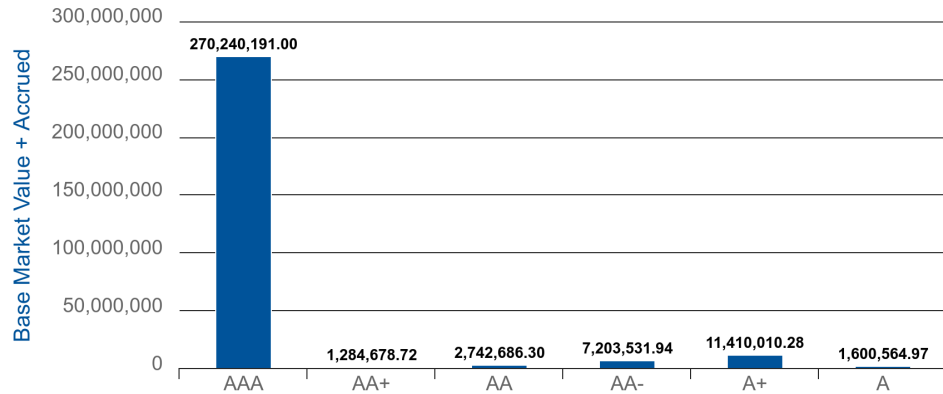 Base Market Value + Accrued
300,000,000
250,000,000
200,000,000
150,000,000
100,000,000
50,000,000
0
270,240,191.00
1,284,678.72
2,742,686.30
7,203,531.94
11,410,010.28
1,600,564.97
AAA
AA+
AA
AA-
A+
A